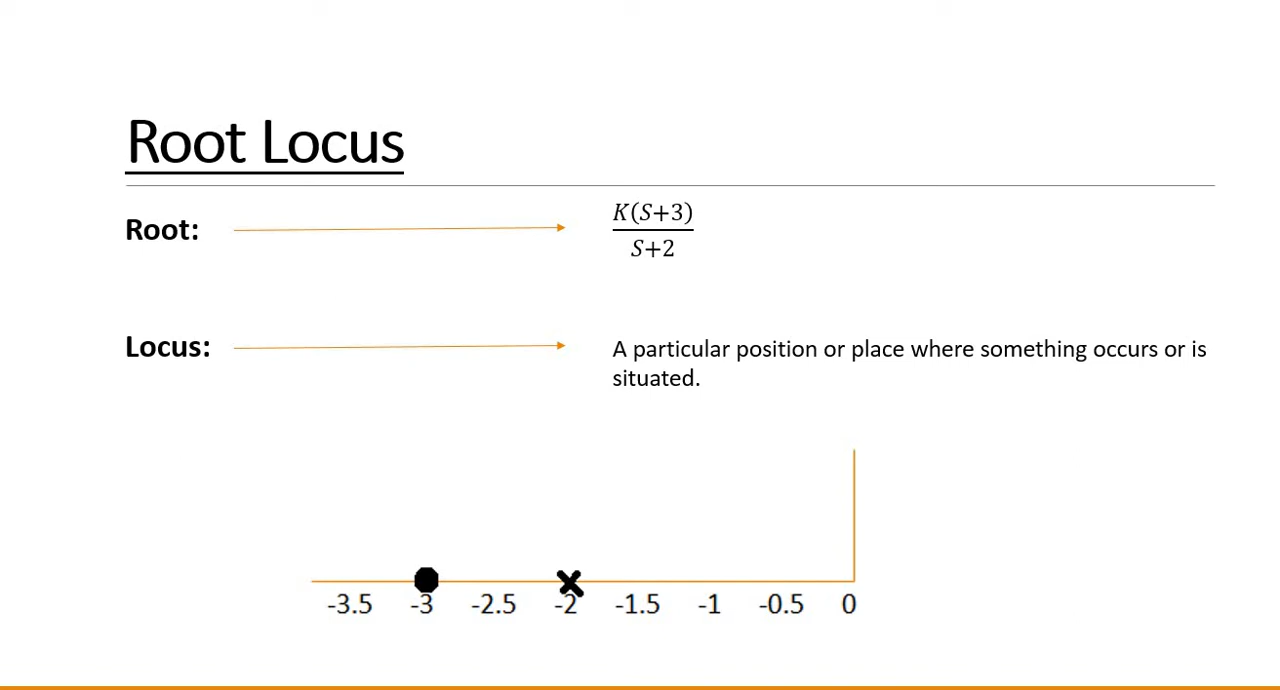 Root Locus
Root:
K(S+3)
S+2
Locus:
A particular position or place where something occurs or is
situated.
-3.5 -3 -2.5 -2 -1.5 -1 -0.5 0